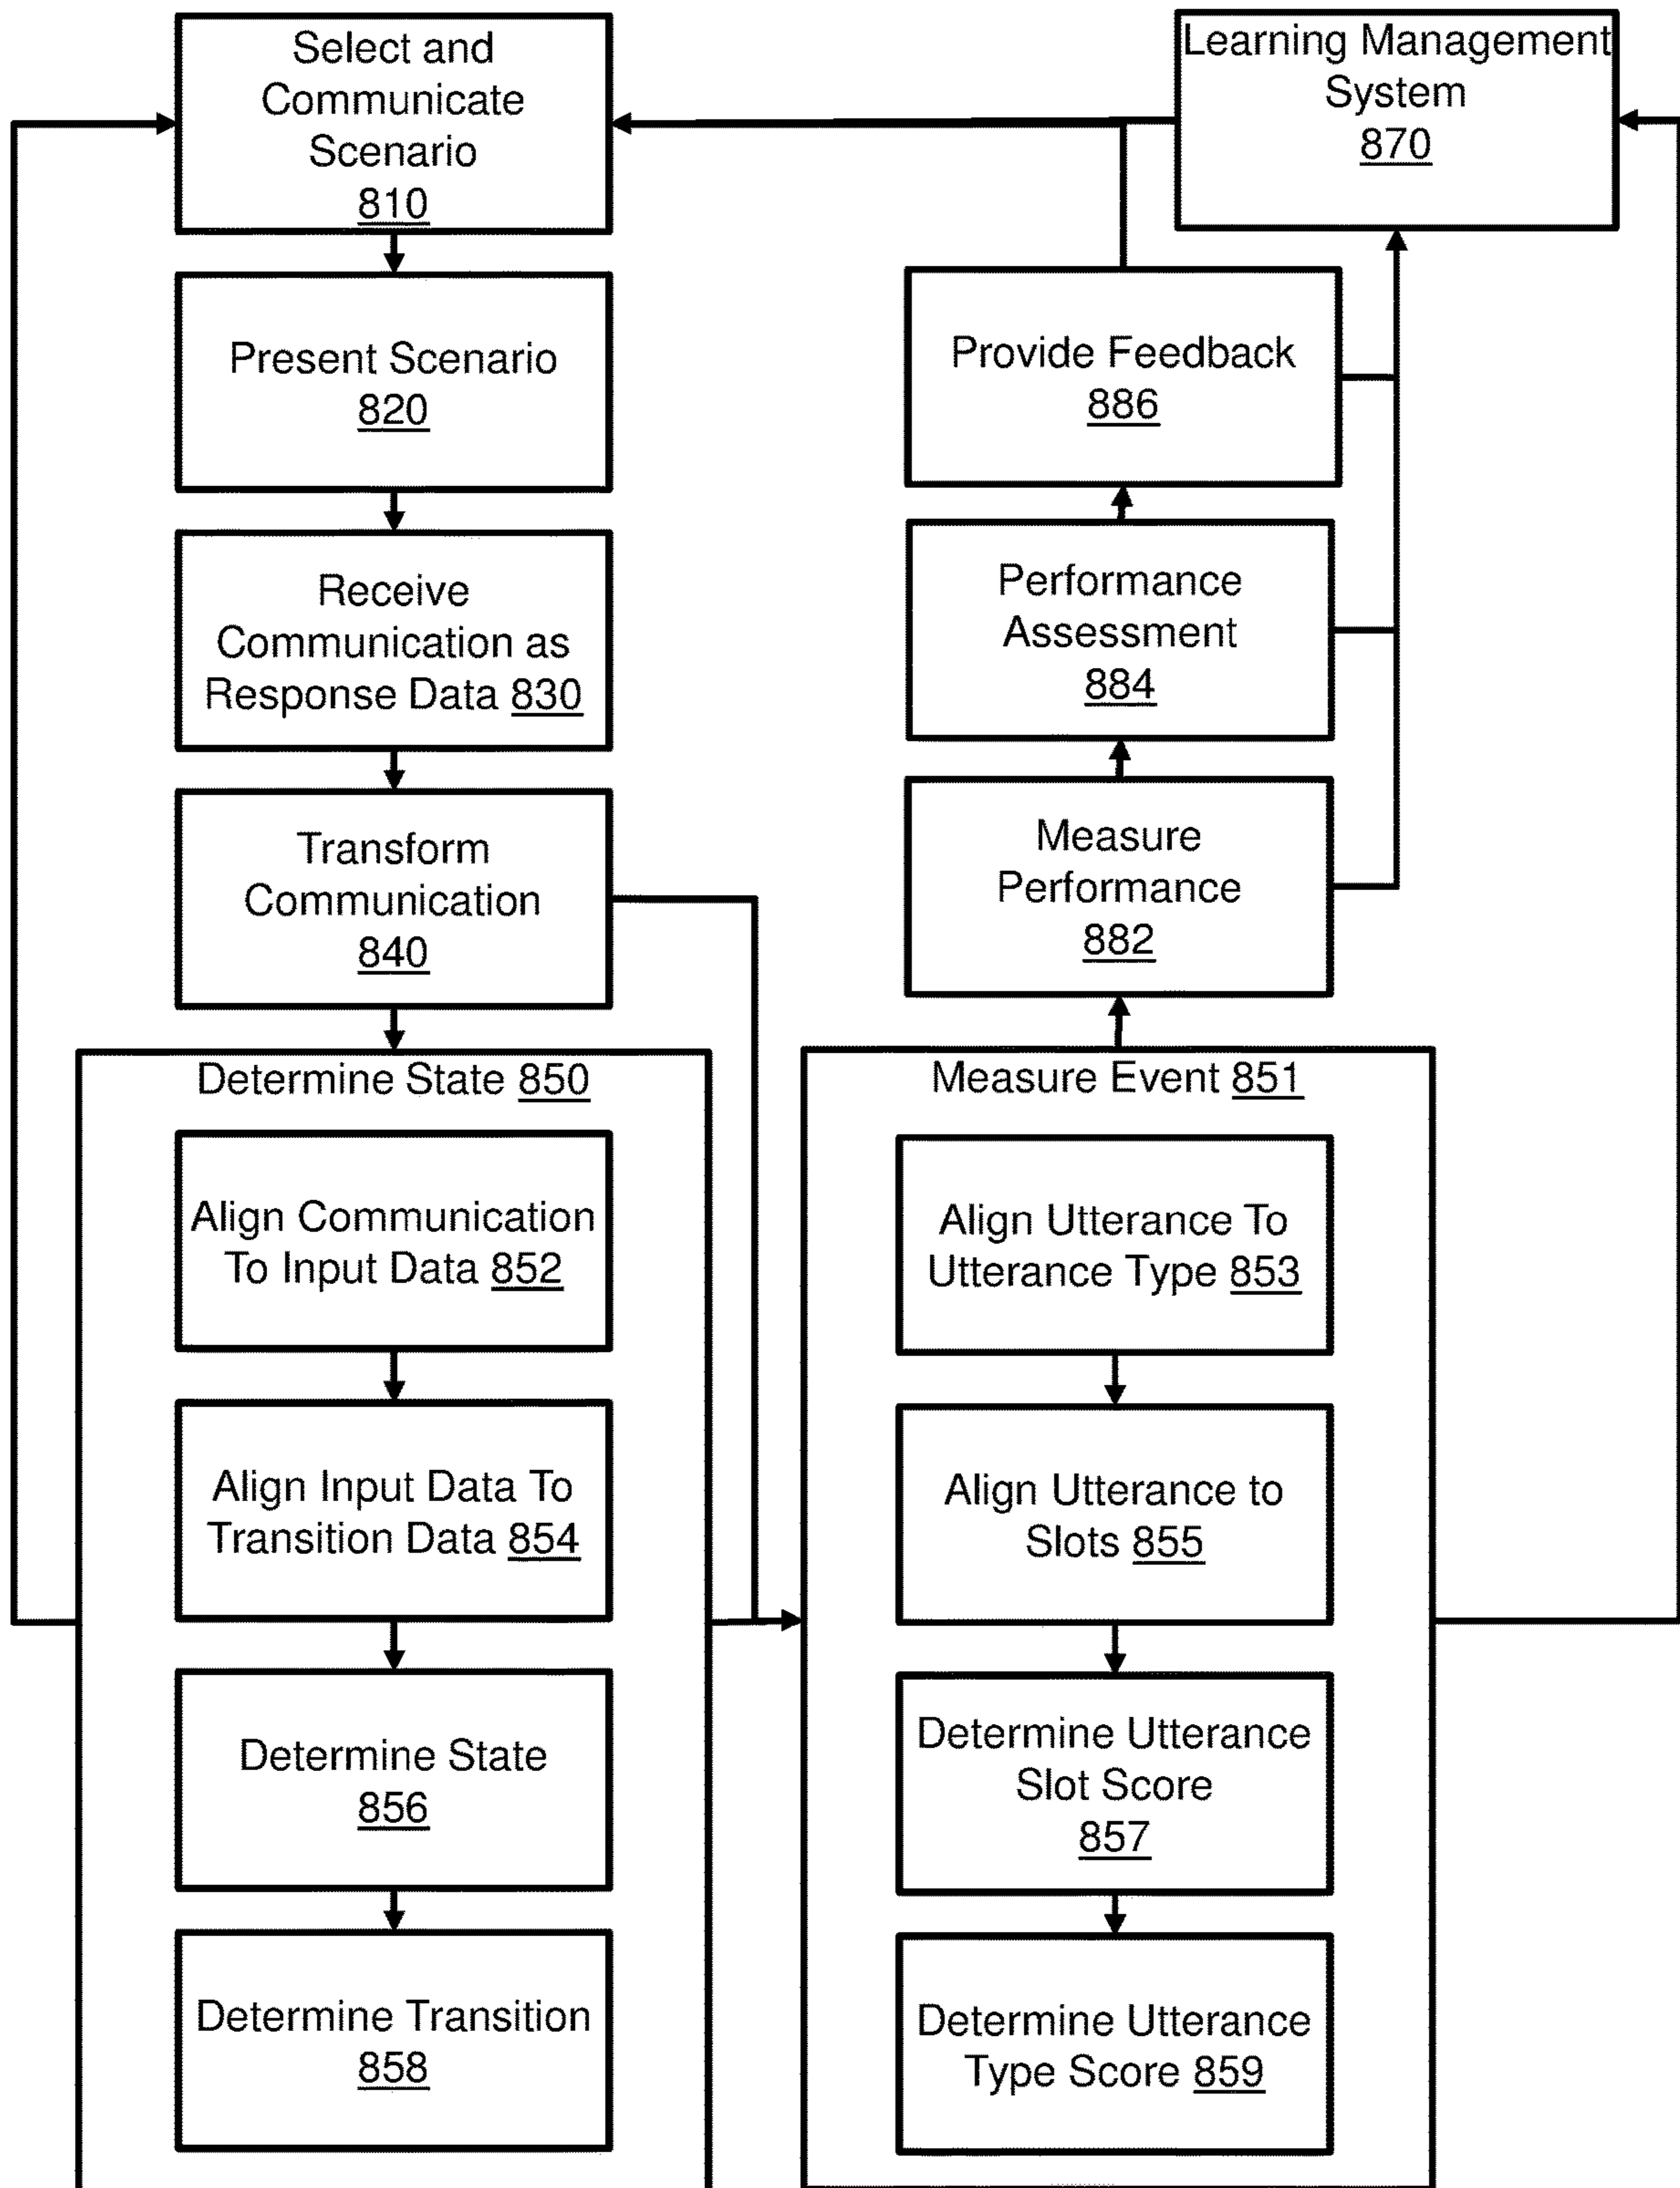 Select and
Communicate
Scenario
810
Present Scenario
820
Receive
Communication as
Response Data 830
Transform
Communication
840
Determine State 850
Align Communication
To Input Data 852
Align Input Data To
Transition Data 854
Determine State
856
Determine Transition
858
Learning Management
System
870
Provide Feedback
886
Performance
Assessment
884
Measure
Performance
882
Measure Event 851
Align Utterance To
Utterance Type 853
Align Utterance to
Slots 855
Determine Utterance
Slot Score
857
Determine Utterance
Type Score 859